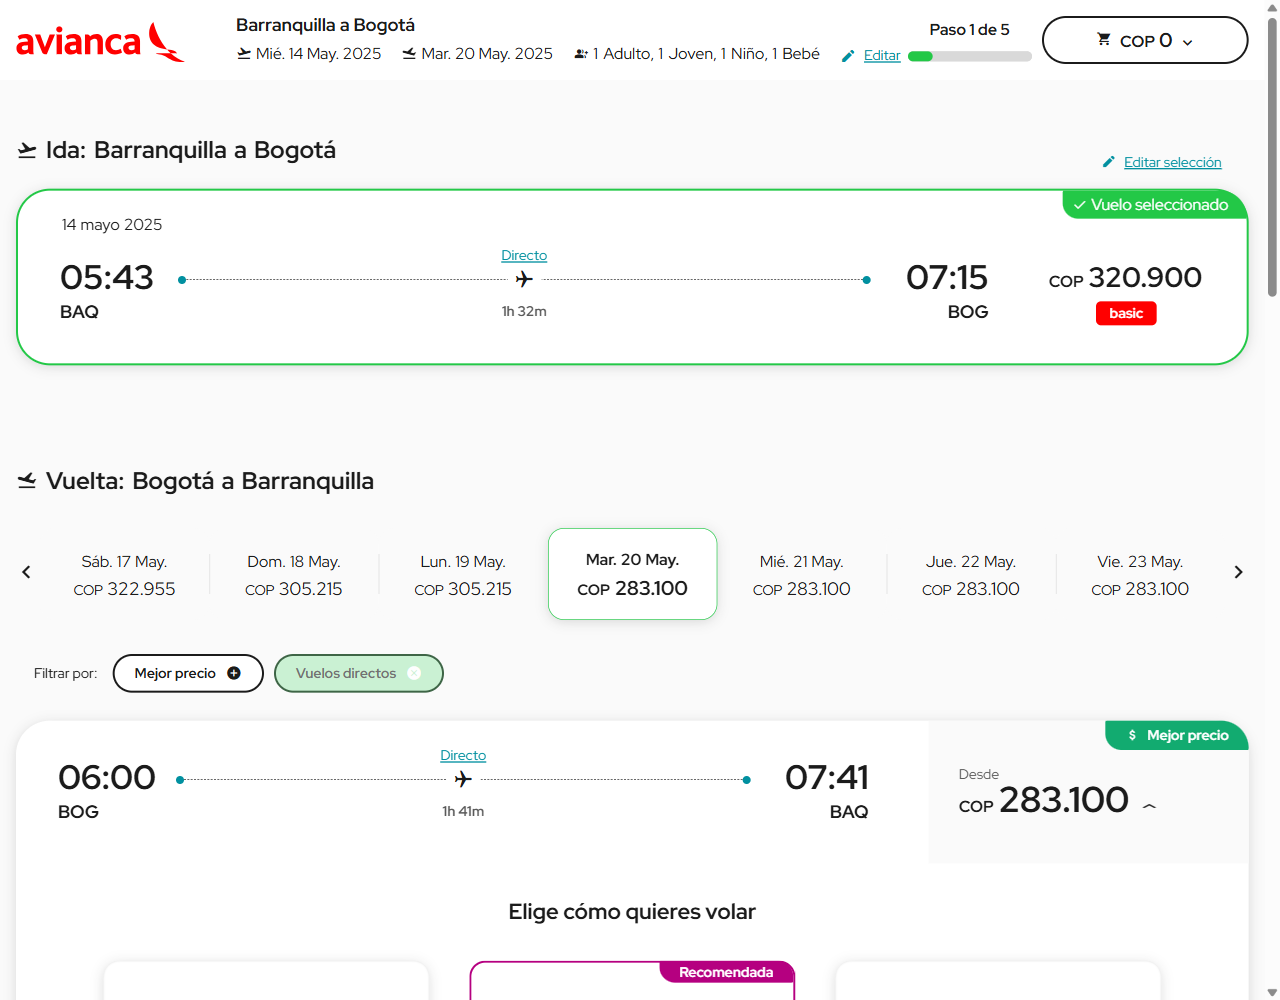 avianca
Barranquilla a Bogotá
Mié. 14 May. 2025 Mar. 20 May. 2025 1 Adulto, 1 Joven, 1 Niño, 1 Bebé Editar
Paso 1 de 5
COP 0
Ida: Barranquilla a Bogotá
Editar selección
Vuelo seleccionado
14 mayo 2025
Directo
05:43 07:15 COP 320.900
BAQ 1h 32m BOG basic
Vuelta: Bogotá a Barranquilla
Sáb. 17 May. Dom. 18 May. Lun. 19 May. Mar. 20 May. Mié. 21 May. Jue. 22 May. Vie. 23 May.
COP 322.955 COP 305.215 COP 305.215 COP 283.100 COP 283.100 COP 283.100 COP 283.100
Filtrar por: Mejor precio Vuelos directos
$ Mejor precio
Directo
06:00 07:41
BOG 1h 41m BAQ
Desde
COP 283.100
Elige cómo quieres volar
Recomendada